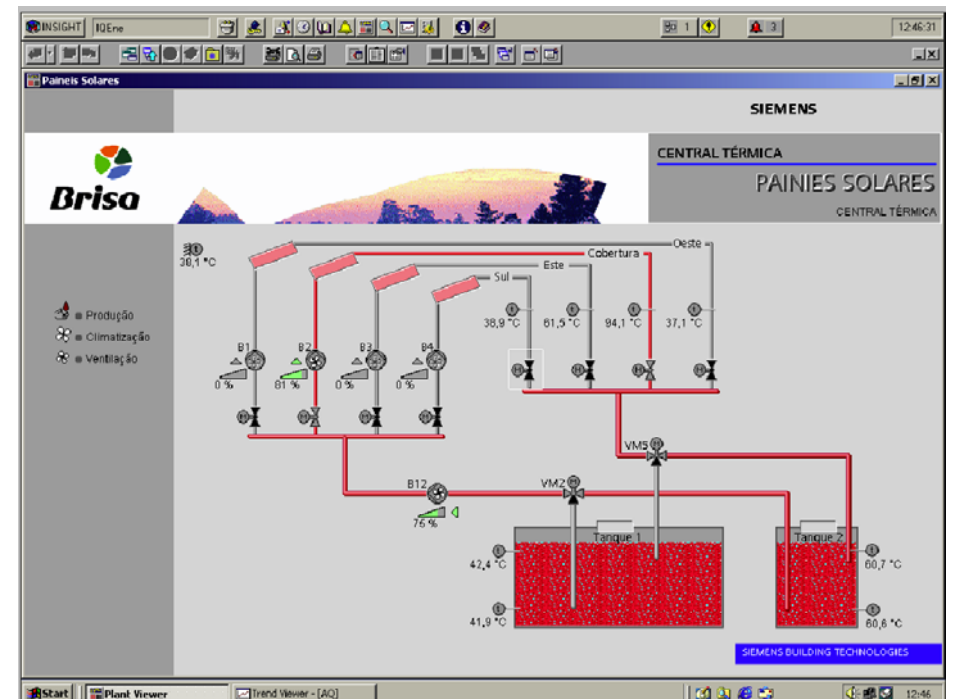 INSIGHT IQEne 1 3 12:46:31
Paineis Solares
SIEMENS
Brisa
CENTRAL TÉRMICA
PAINIES SOLARES
CENTRAL TÉRMICA
38,1 °C
Oeste
Cobertura
Este
Sul
38,9 °C 61,5 °C 94,1 °C 37,1 °C
Produção
Climatização
Ventilação
B1 B2 B3 B4
0 % 81 % 0 % 0 %
VM5
B12 VM2
76 %
Tanque 1 Tanque 2
42,4 °C 60,7 °C
41,9 °C 60,6 °C
SIEMENS BUILDING TECHNOLOGIES
Start Plant Viewer Trend Viewer - [AQ] 12:46